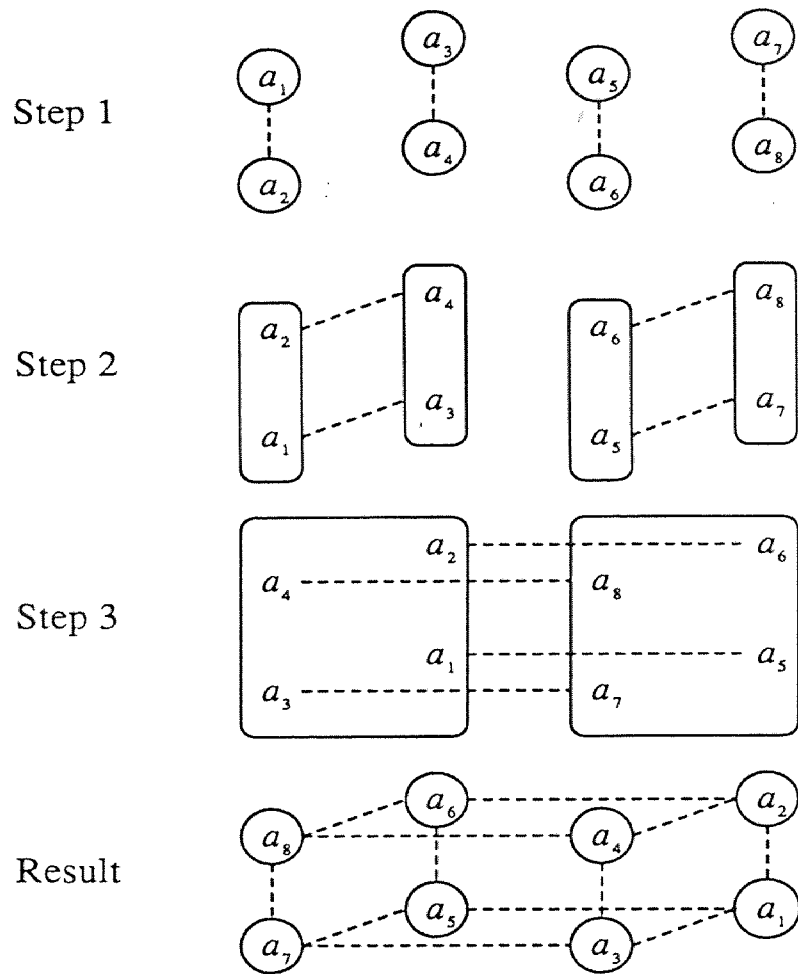 a₃ a₇
a₁ a₅
Step 1
a₄ a₈
a₂ a₆
a₄ a₈
a₂ a₆
Step 2
a₃ a₇
a₁ a₅
a₂ a₆
a₄ a₈
Step 3
a₁ a₅
a₃ a₇
a₆ a₂
a₈ a₄
Result
a₅ a₁
a₇ a₃